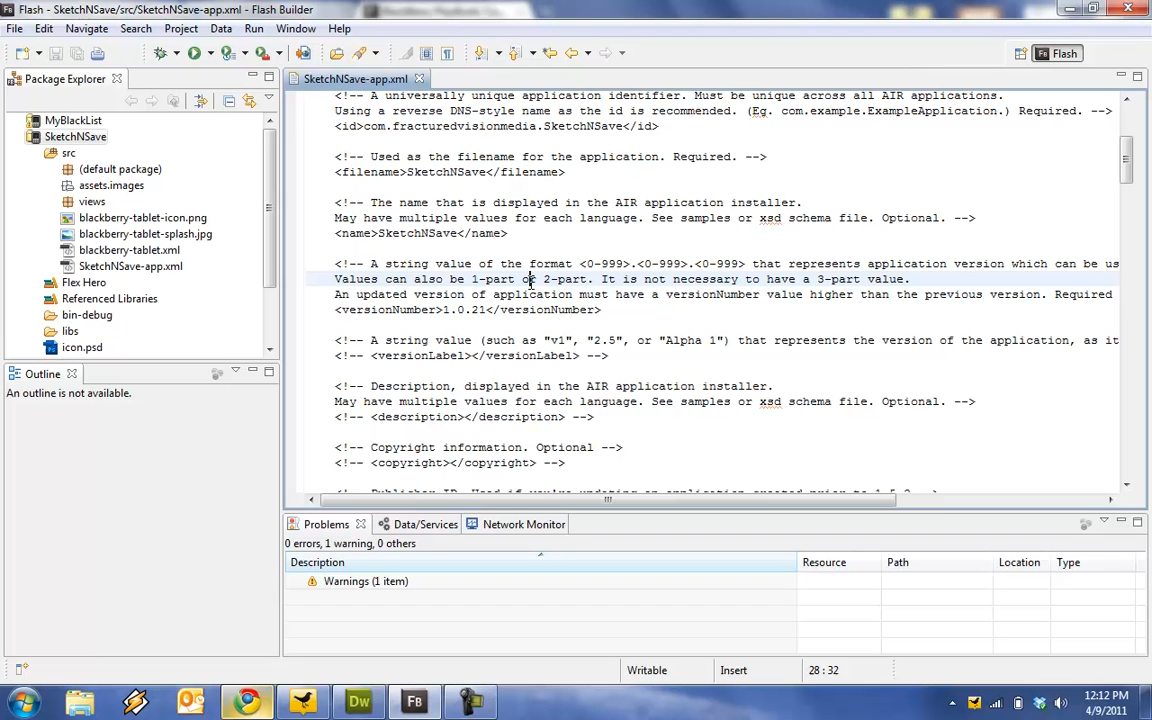 Flash - SketchNSave/src/SketchNSave-app.xml - Flash Builder
File Edit Navigate Search Project Data Run Window Help
Fb Flash
Package Explorer
MyBlackList
SketchNSave
src
(default package)
assets.images
views
blackberry-tablet-icon.png
blackberry-tablet-splash.jpg
blackberry-tablet.xml
SketchNSave-app.xml
Flex Hero
Referenced Libraries
bin-debug
libs
icon.psd
Outline
An outline is not available.
SketchNSave-app.xml
<!-- A universally unique application identifier. Must be unique across all AIR applications.
Using a reverse DNS-style name as the id is recommended. (Eg. com.example.ExampleApplication.) Required. -->
<id>com.fracturedvisionmedia.SketchNSave</id>
<!-- Used as the filename for the application. Required. -->
<filename>SketchNSave</filename>
<!-- The name that is displayed in the AIR application installer.
May have multiple values for each language. See samples or xsd schema file. Optional. -->
<name>SketchNSave</name>
<!-- A string value of the format <0-999>.<0-999>.<0-999> that represents application version which can be us
Values can also be 1-part or 2-part. It is not necessary to have a 3-part value.
An updated version of application must have a versionNumber value higher than the previous version. Required
<versionNumber>1.0.21</versionNumber>
<!-- A string value (such as "v1", "2.5", or "Alpha 1") that represents the version of the application, as it
<!-- <versionLabel></versionLabel> -->
<!-- Description, displayed in the AIR application installer.
May have multiple values for each language. See samples or xsd schema file. Optional. -->
<!-- <description></description> -->
<!-- Copyright information. Optional -->
<!-- <copyright></copyright> -->
Problems Data/Services Network Monitor
0 errors, 1 warning, 0 others
Description Resource Path Location Type
Warnings (1 item)
Writable Insert 28 : 32
Dw Fb
12:12 PM
4/9/2011